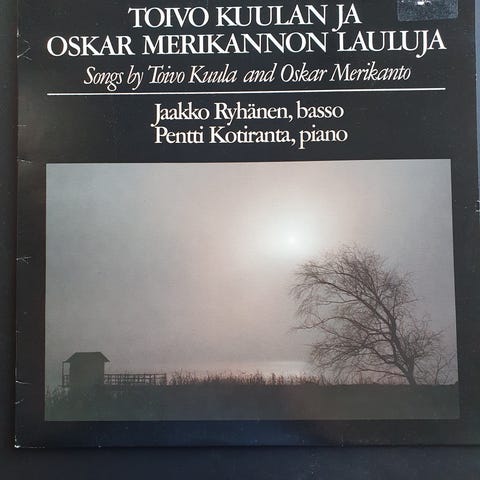 TOIVO KUULAN JA
OSKAR MERIKANNON LAULUJA
Songs by Toivo Kuula and Oskar Merikanto
Jaakko Ryhänen, basso
Pentti Kotiranta, piano